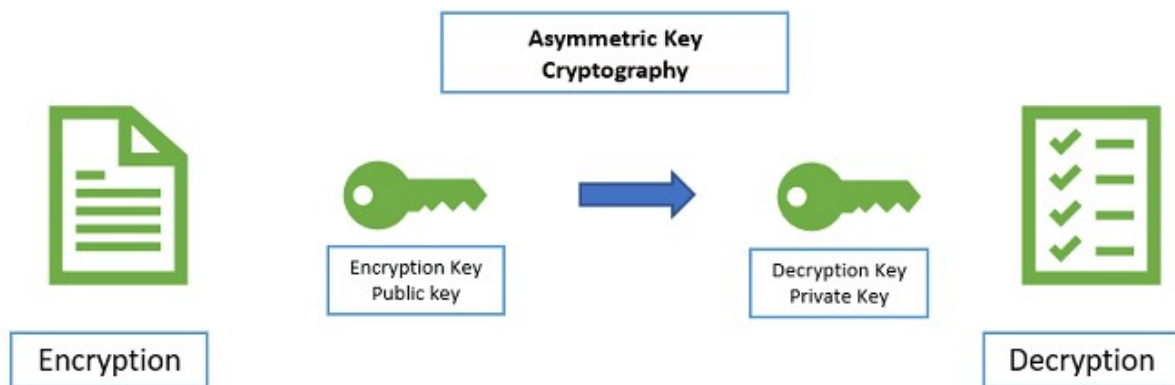 Asymmetric Key
Cryptography
Encryption Key
Public key
Decryption Key
Private Key
Encryption
Decryption